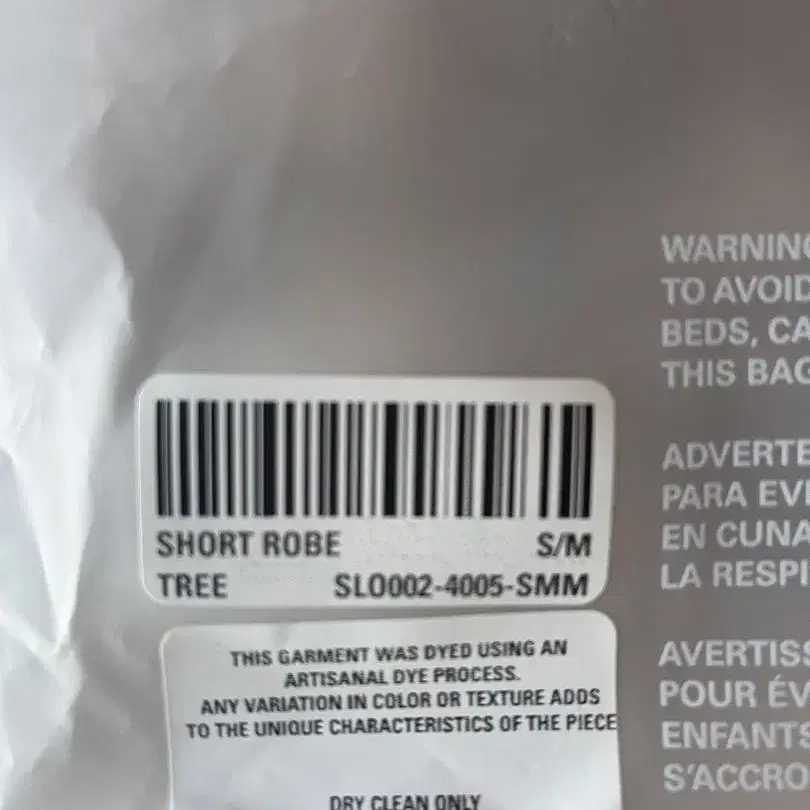 SHORT ROBE S/M
TREE SLO002-4005-SMM
THIS GARMENT WAS DYED USING AN
ARTISANAL DYE PROCESS.
ANY VARIATION IN COLOR OR TEXTURE ADDS
TO THE UNIQUE CHARACTERISTICS OF THE PIECE
DRY CLEAN ONLY
WARNING
TO AVOID
BEDS, CA
THIS BAG
ADVERTE
PARA EVI
EN CUNA
LA RESPI
AVERTISS
POUR ÉV
ENFANTS
S'ACCRO